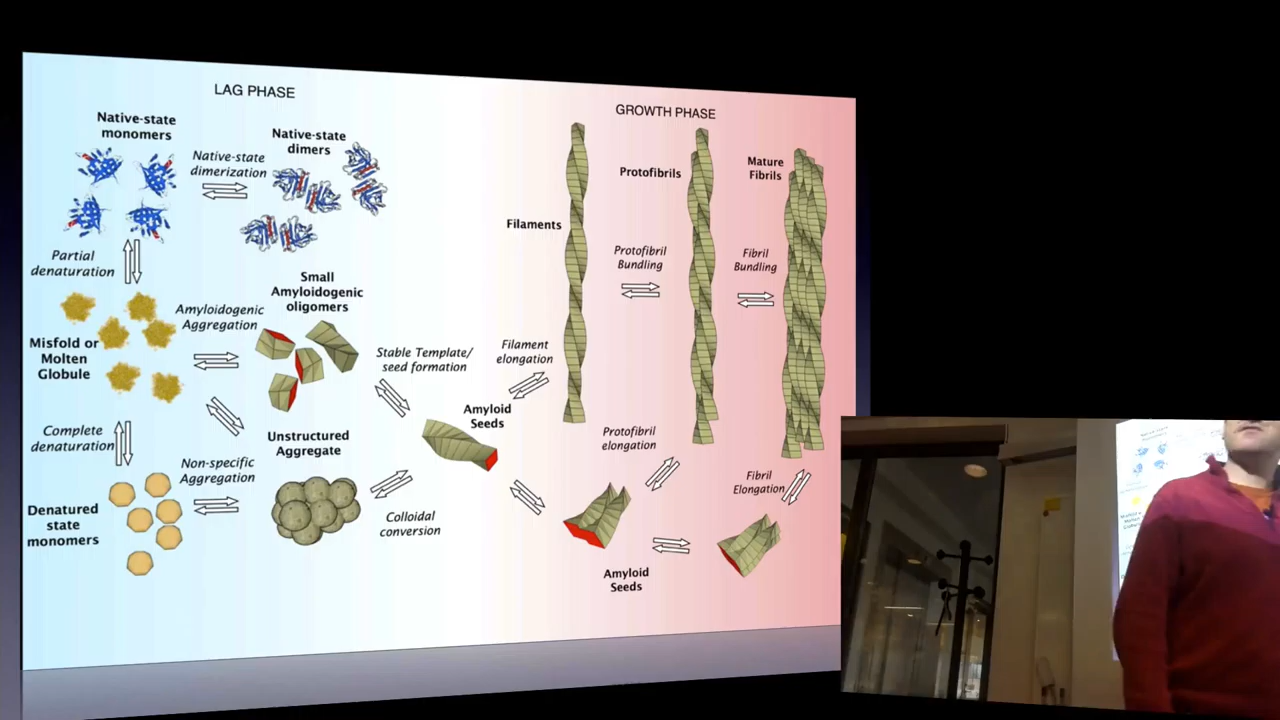 LAG PHASE
GROWTH PHASE
Native-state
monomers
Native-state
dimerization
Native-state
dimers
Partial
denaturation
Misfold or
Molten
Globule
Amyloidogenic
Aggregation
Small
Amyloidogenic
oligomers
Complete
denaturation
Denatured
state
monomers
Non-specific
Aggregation
Unstructured
Aggregate
Stable Template/
seed formation
Colloidal
conversion
Amyloid
Seeds
Filament
elongation
Filaments
Protofibril
Bundling
Protofibrils
Fibril
Bundling
Mature
Fibrils
Protofibril
elongation
Fibril
Elongation
Amyloid
Seeds